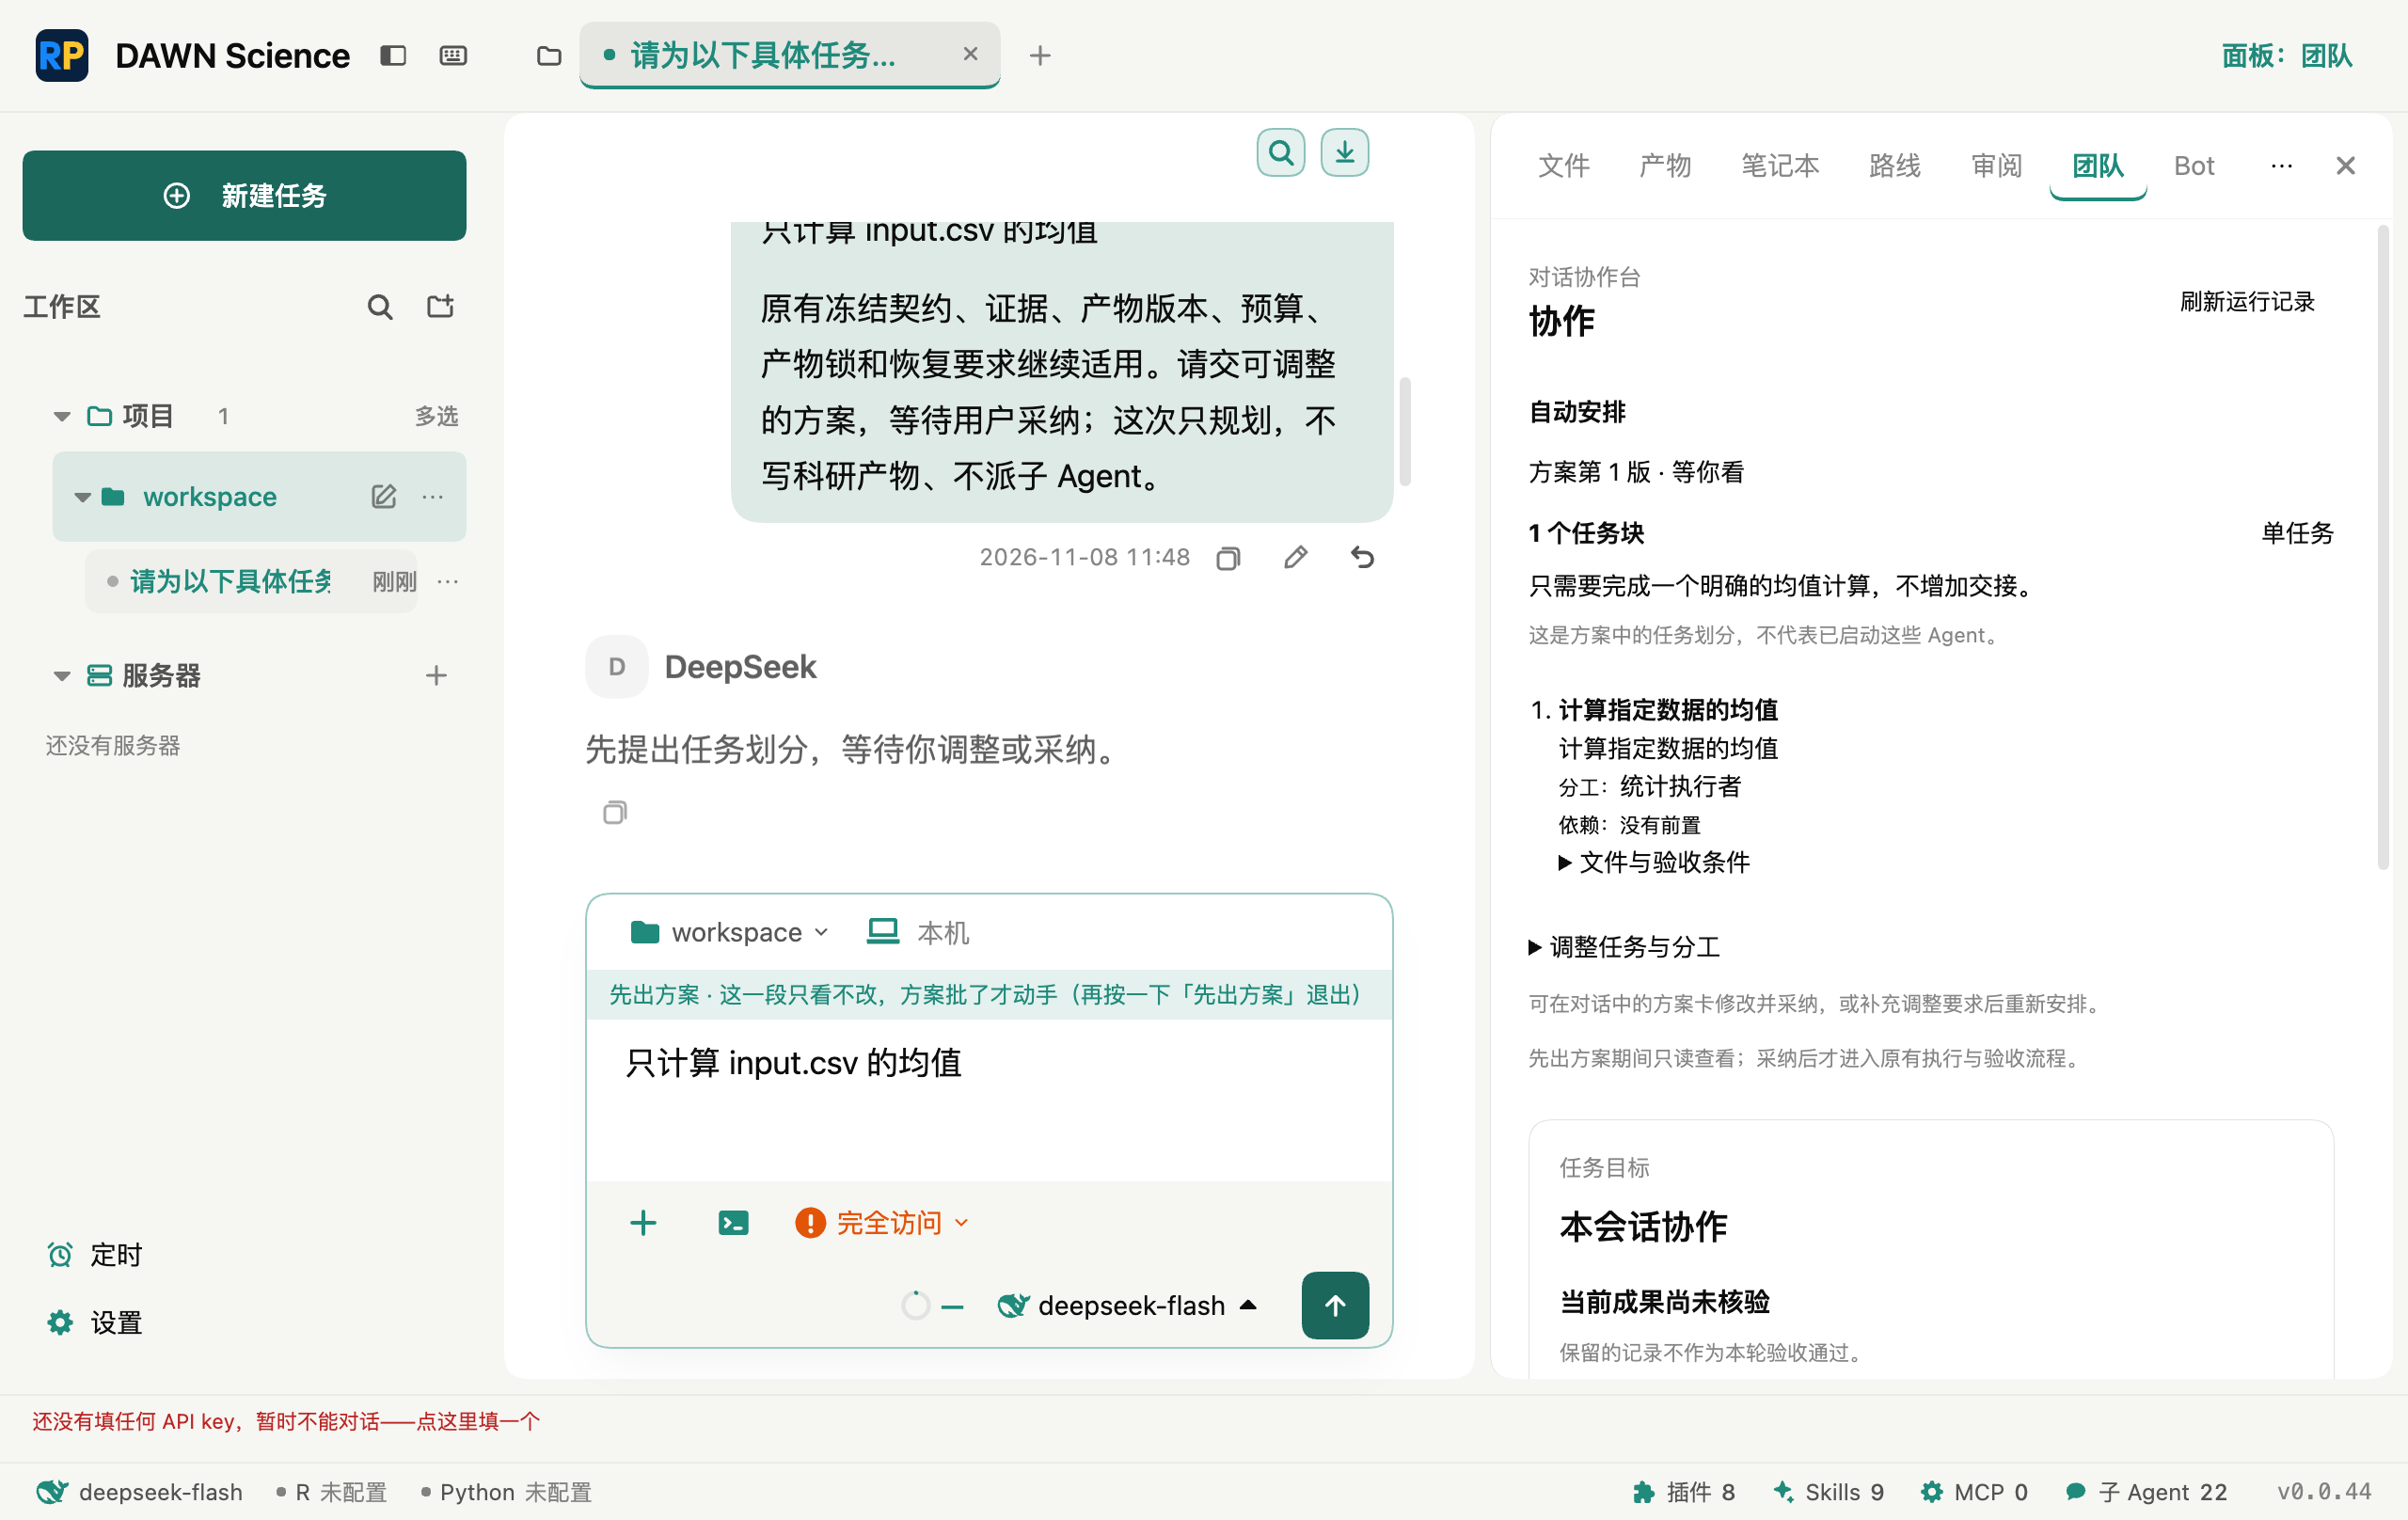 RP DAWN Science
请为以下具体任务...
面板：团队
新建任务
工作区
项目 1 多选
workspace
请为以下具体任务 刚刚
服务器
还没有服务器
定时
设置
只计算 input.csv 的均值
原有冻结契约、证据、产物版本、预算、
产物锁和恢复要求继续适用。请交可调整
的方案，等待用户采纳；这次只规划，不
写科研产物、不派子 Agent。
2026-11-08 11:48
D DeepSeek
先提出任务划分，等待你调整或采纳。
workspace 本机
先出方案 · 这一段只看不改，方案批了才动手（再按一下「先出方案」退出）
只计算 input.csv 的均值
完全访问
deepseek-flash
文件 产物 笔记本 路线 审阅 团队 Bot ...
对话协作台
协作
刷新运行记录
自动安排
方案第 1 版 · 等你看
1 个任务块 单任务
只需要完成一个明确的均值计算，不增加交接。
这是方案中的任务划分，不代表已启动这些 Agent。
1. 计算指定数据的均值
计算指定数据的均值
分工：统计执行者
依赖：没有前置
文件与验收条件
调整任务与分工
可在对话中的方案卡修改并采纳，或补充调整要求后重新安排。
先出方案期间只读查看；采纳后才进入原有执行与验收流程。
任务目标
本会话协作
当前成果尚未核验
保留的记录不作为本轮验收通过。
还没有填任何 API key，暂时不能对话——点这里填一个
deepseek-flash R 未配置 Python 未配置
插件 8 Skills 9 MCP 0 子 Agent 22 v0.0.44